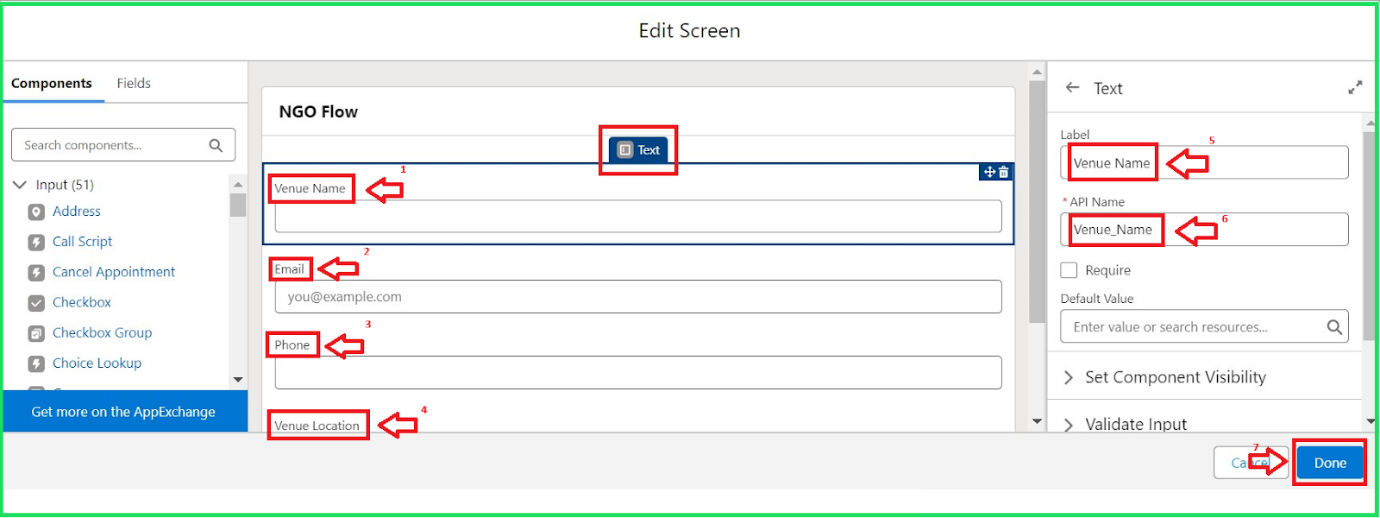 Edit Screen
Components Fields
Search components...
Input (51)
Address
Call Script
Cancel Appointment
Checkbox
Checkbox Group
Choice Lookup
Get more on the AppExchange
NGO Flow
Text
Venue Name 1
Email 2
you@example.com
Phone 3
Venue Location 4
Text
Label
Venue Name 5
*API Name
Venue_Name 6
Require
Default Value
Enter value or search resources...
Set Component Visibility
Validate Input
7
Cancel Done